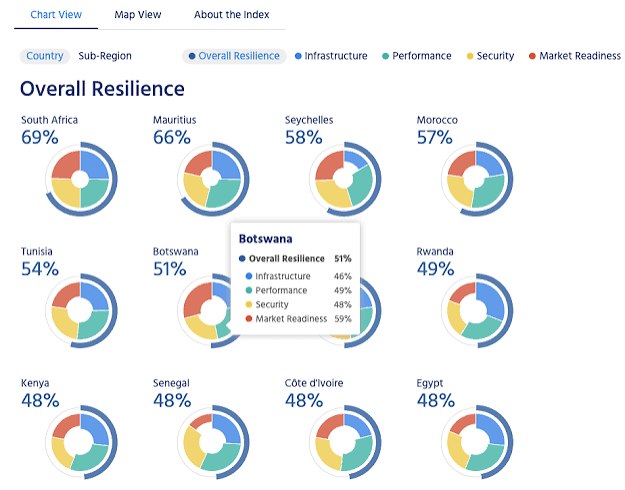 Chart View Map View About the Index
Country Sub-Region Overall Resilience Infrastructure Performance Security Market Readiness
Overall Resilience
South Africa Mauritius Seychelles Morocco
69% 66% 58% 57%
Botswana
Overall Resilience 51%
Infrastructure 46%
Performance 49%
Security 48%
Market Readiness 59%
Tunisia Botswana Rwanda
54% 51% 49%
Kenya Senegal Côte d'Ivoire Egypt
48% 48% 48% 48%